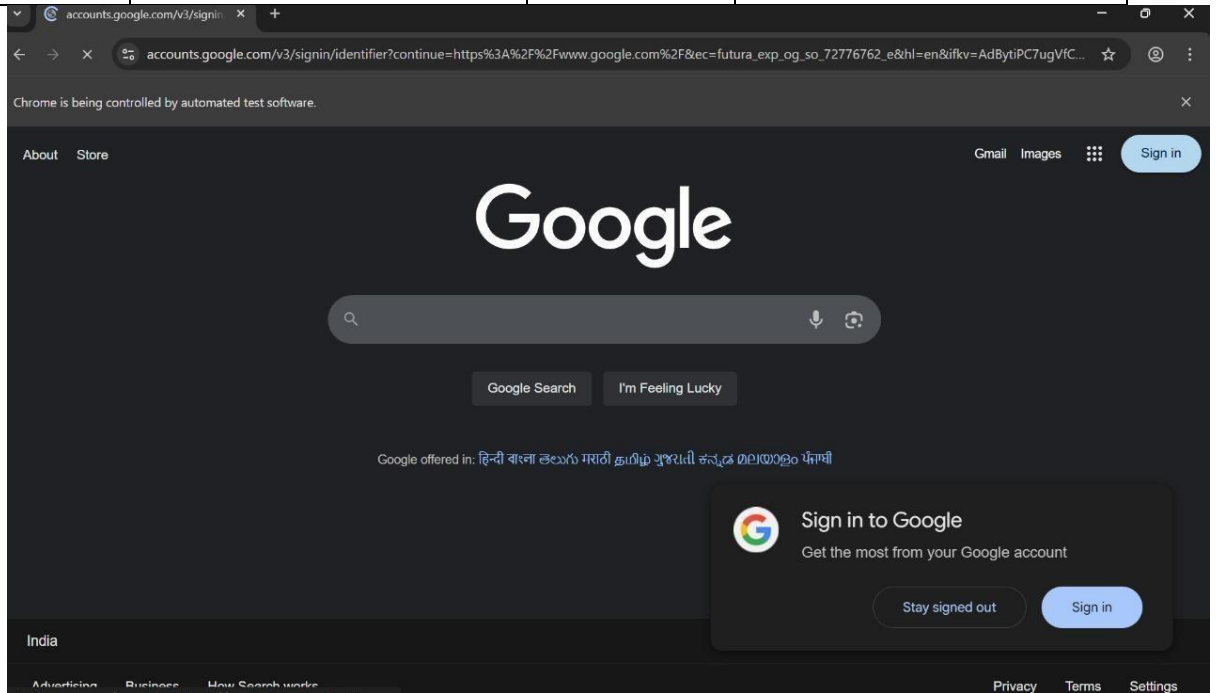 accounts.google.com/v3/signin
accounts.google.com/v3/signin/identifier?continue=https%3A%2F%2Fwww.google.com%2F&ec=futura_exp_og_so_72776762_e&hl=en&ifkv=AdBytiPC7ugVfC...
Chrome is being controlled by automated test software.
About Store Gmail Images Sign in
Google
Google Search I'm Feeling Lucky
Google offered in: हिन्दी বাংলা తెలుగు मराठी தமிழ் ગુજરાતી ಕನ್ನಡ മലയാളം ਪੰਜਾਬੀ
Sign in to Google
Get the most from your Google account
Stay signed out Sign in
India
Advertising Business How Search works Privacy Terms Settings